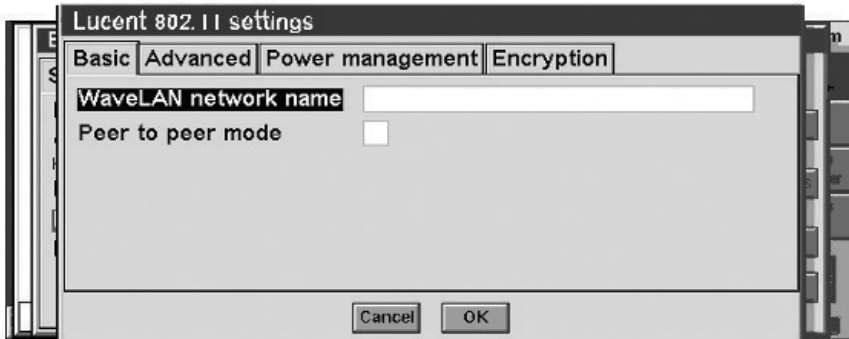 Lucent 802.11 settings
Basic Advanced Power management Encryption
WaveLAN network name
Peer to peer mode
Cancel OK